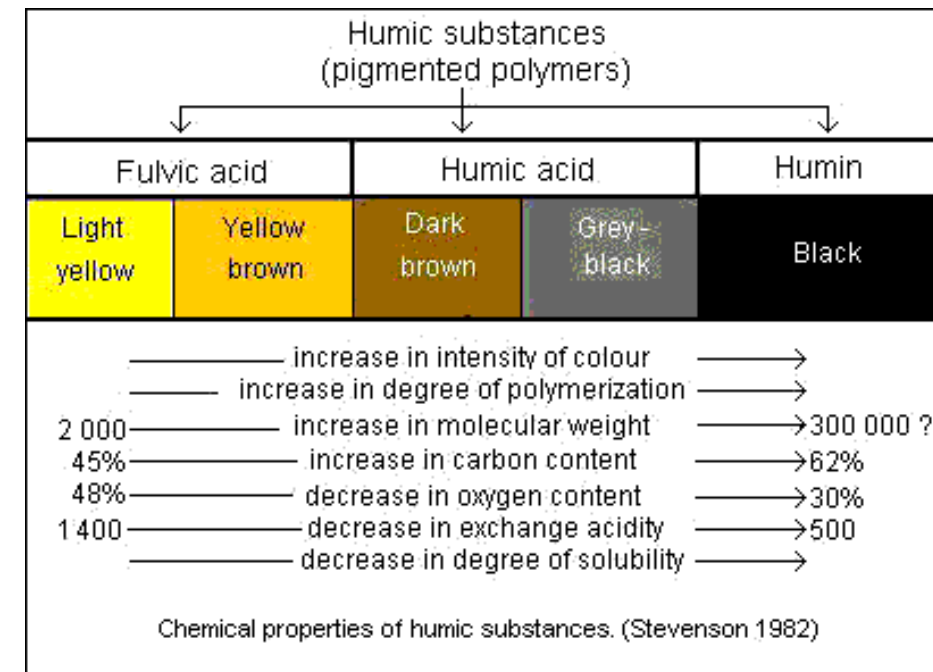 Humic substances
(pigmented polymers)
Fulvic acid Humic acid Humin
Light yellow Yellow brown Dark brown Grey-black Black
increase in intensity of colour
increase in degree of polymerization
2 000 increase in molecular weight 300 000 ?
45% increase in carbon content 62%
48% decrease in oxygen content 30%
1 400 decrease in exchange acidity 500
decrease in degree of solubility
Chemical properties of humic substances. (Stevenson 1982)